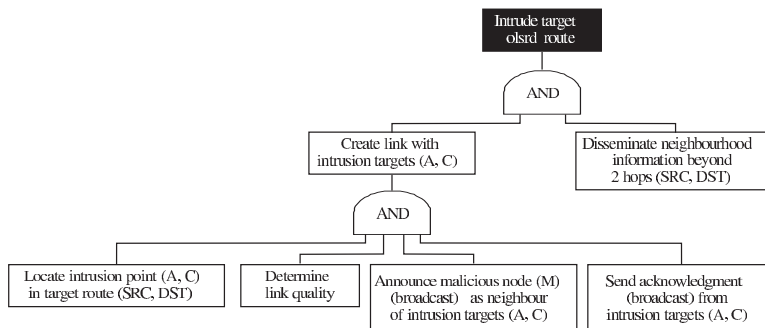 Intrude target
olsrd route
AND
Create link with
intrusion targets (A, C)
Disseminate neighbourhood
information beyond
2 hops (SRC, DST)
AND
Locate intrusion point (A, C)
in target route (SRC, DST)
Determine
link quality
Announce malicious node (M)
(broadcast) as neighbour
of intrusion targets (A, C)
Send acknowledgment
(broadcast) from
intrusion targets (A, C)